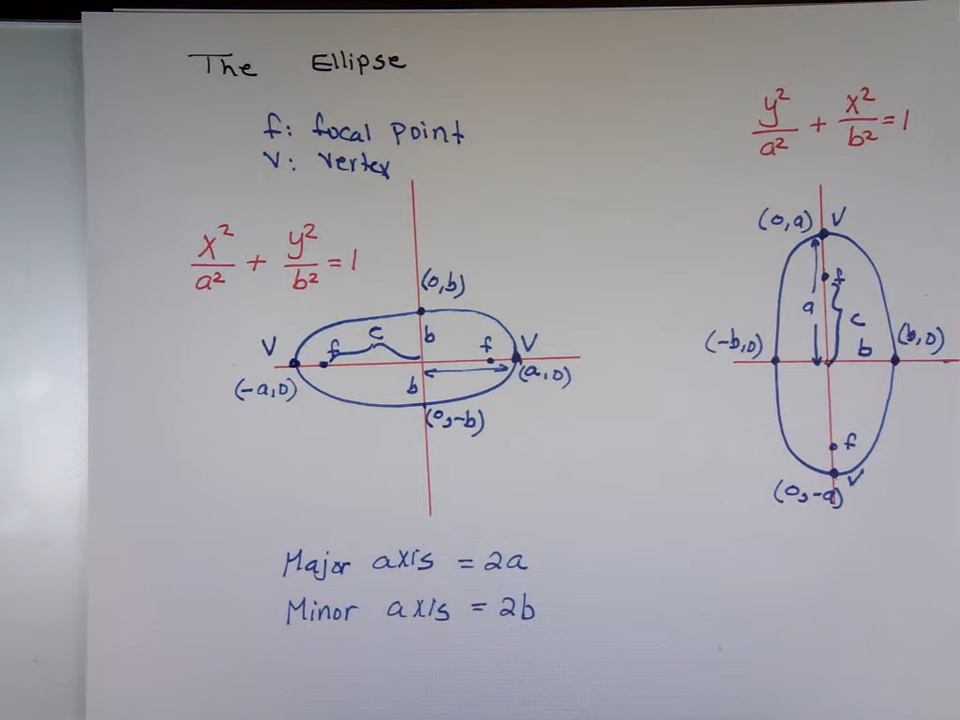 The Ellipse
f: focal point
V: vertex
x²/a² + y²/b² = 1
(0,b)
b
c
f
f
V
V
(-a,0)
(a,0)
b
(0,-b)
Major axis = 2a
Minor axis = 2b
y²/a² + x²/b² = 1
(0,a) V
f
a
c
b
(-b,0)
(b,0)
f
V
(0,-a)